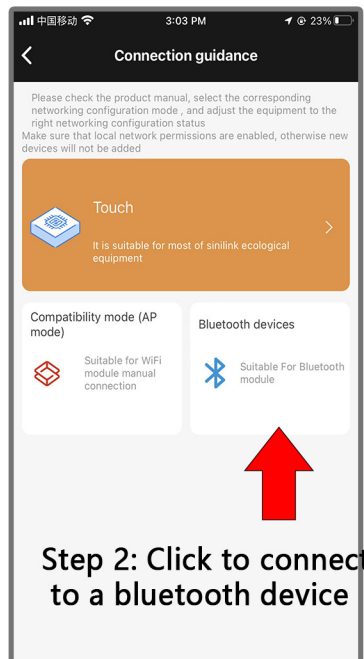 中国移动 3:03 PM 23%
Connection guidance
Please check the product manual, select the corresponding
networking configuration mode , and adjust the equipment to the
right networking configuration status
Make sure that local network permissions are enabled, otherwise new
devices will not be added
Touch
It is suitable for most of sinilink ecological
equipment
Compatibility mode (AP
mode)
Suitable for WiFi
module manual
connection
Bluetooth devices
Suitable For Bluetooth
module
Step 2: Click to connect
to a bluetooth device